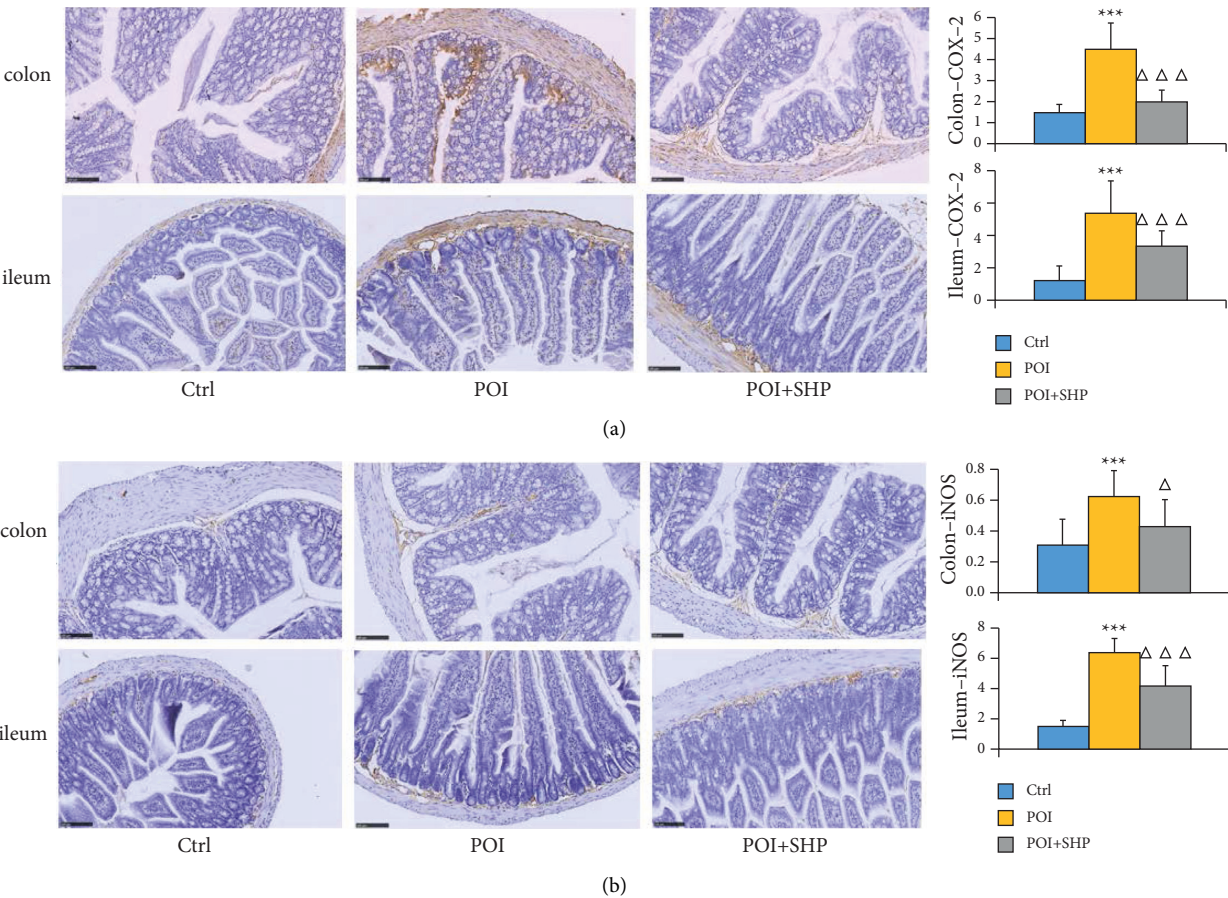 colon
ileum
Ctrl
POI
POI+SHP
Colon–COX–2
6
5
4
3
2
1
0
***
△ △ △
Ileum–COX–2
8
6
4
2
0
***
△ △ △
Ctrl
POI
POI+SHP
(a)
colon
ileum
Ctrl
POI
POI+SHP
Colon–iNOS
0.8
0.6
0.4
0.2
0.0
***
△
Ileum–iNOS
8
6
4
2
0
***
△ △ △
Ctrl
POI
POI+SHP
(b)